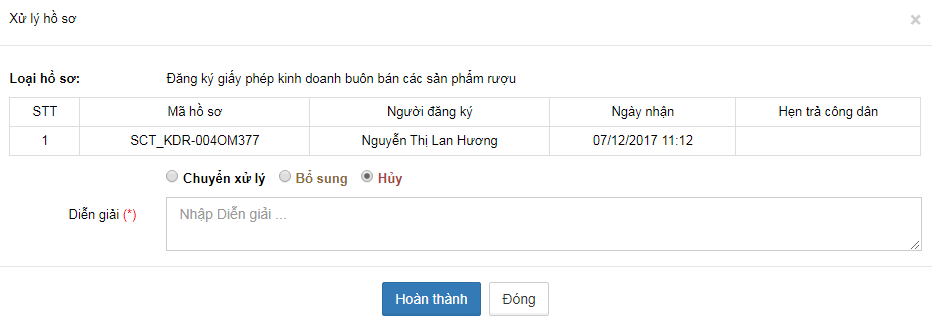 Xử lý hồ sơ ×
Loại hồ sơ: Đăng ký giấy phép kinh doanh buôn bán các sản phẩm rượu
STT Mã hồ sơ Người đăng ký Ngày nhận Hẹn trả công dân
1 SCT_KDR-004OM377 Nguyễn Thị Lan Hương 07/12/2017 11:12
Chuyển xử lý Bổ sung Hủy
Diễn giải (*) Nhập Diễn giải ...
Hoàn thành Đóng